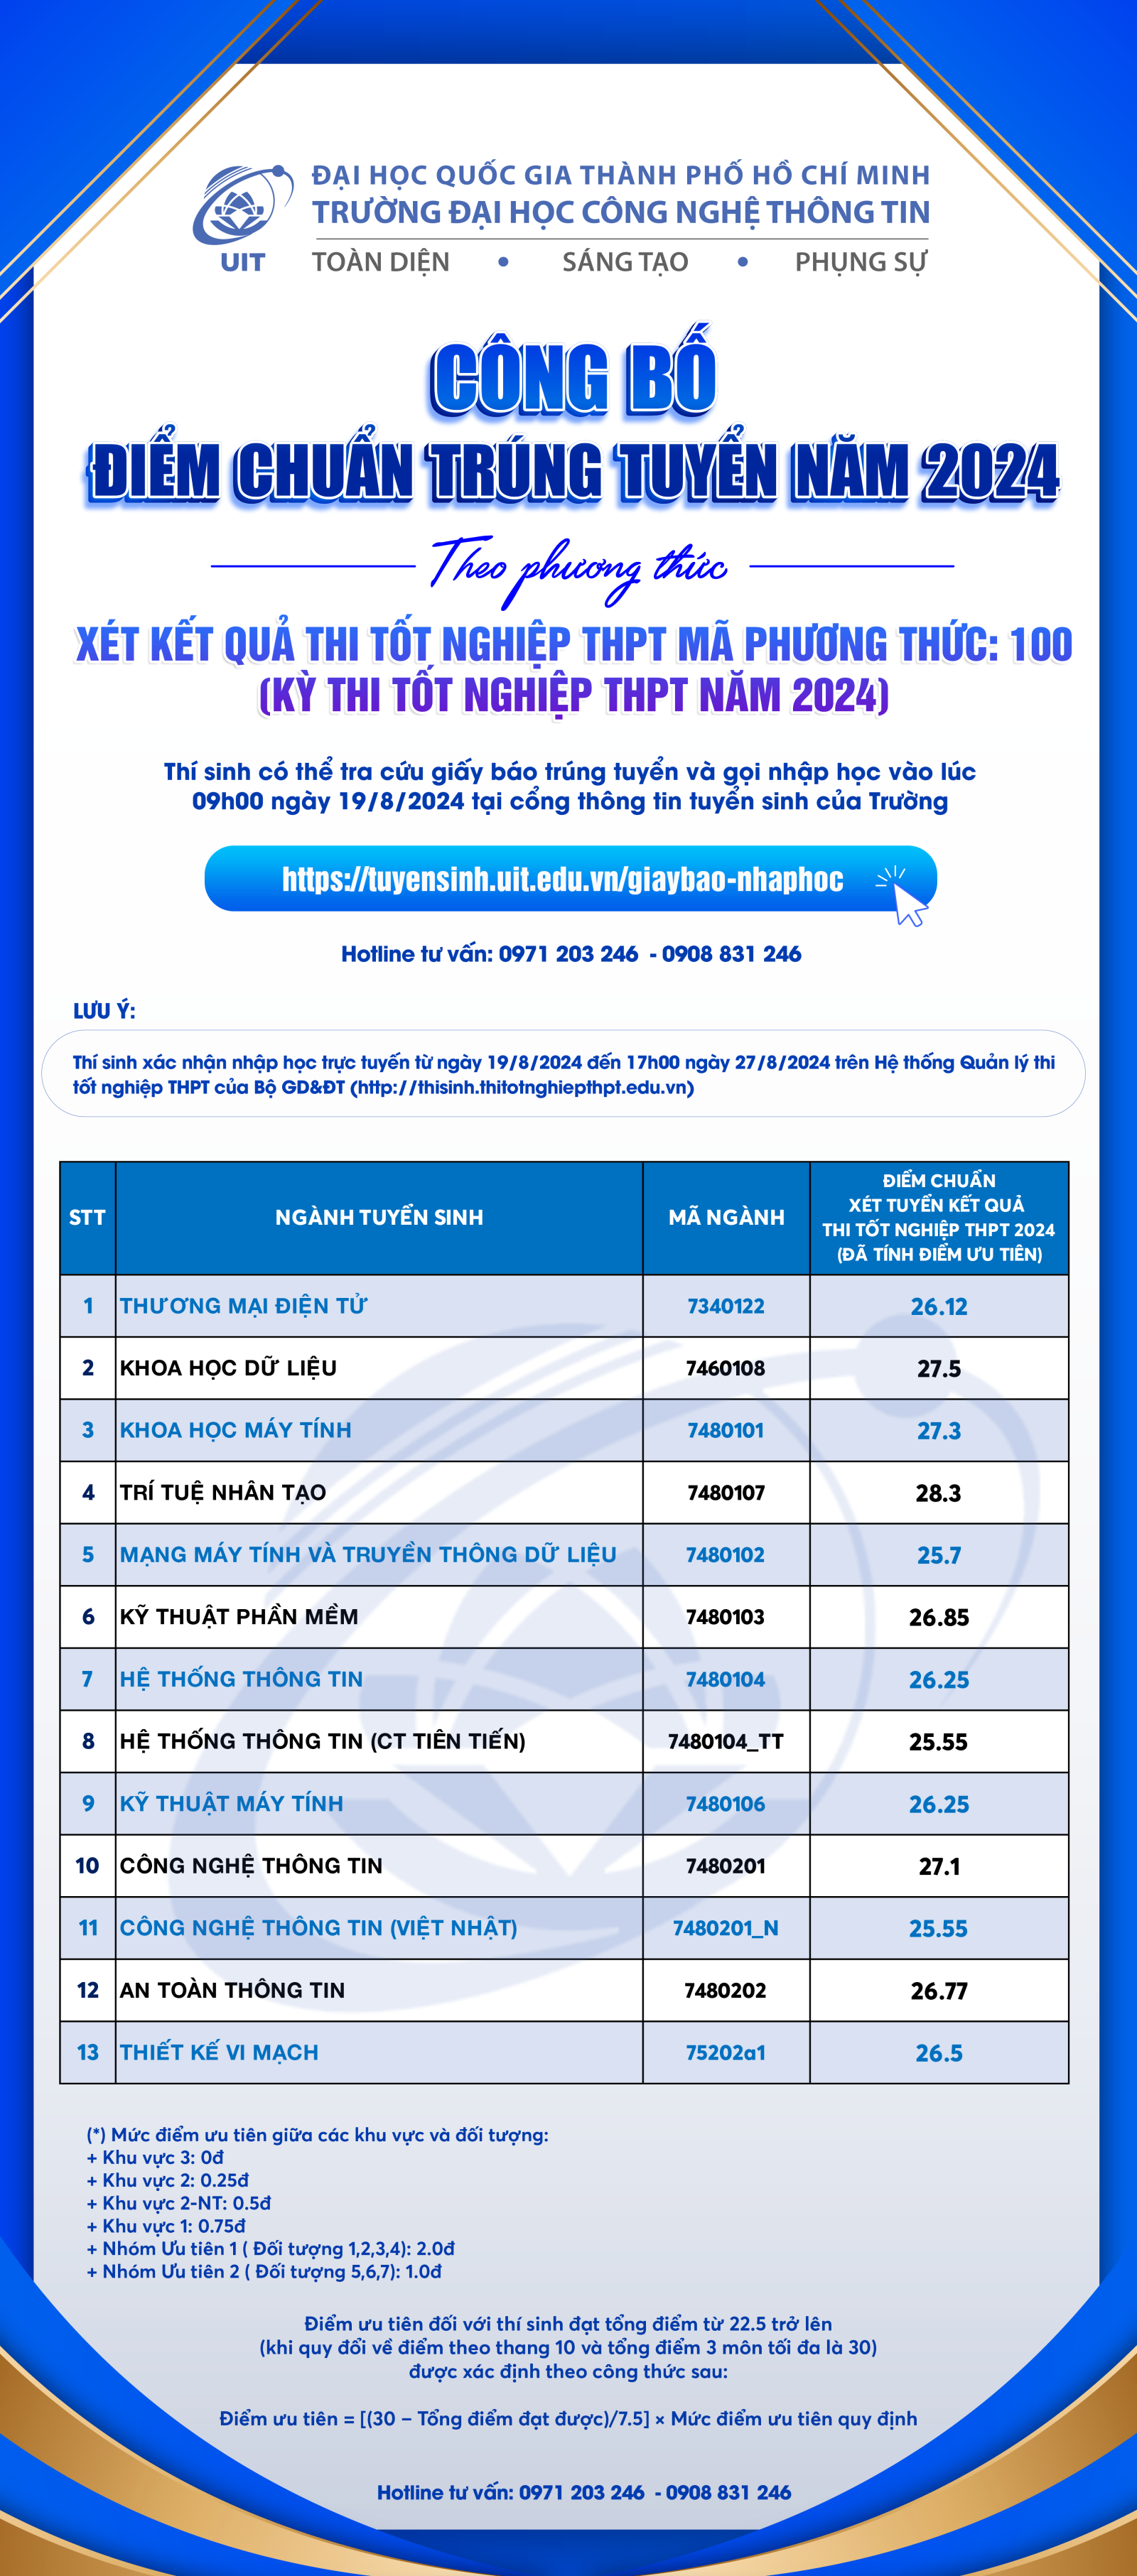 ĐẠI HỌC QUỐC GIA THÀNH PHỐ HỒ CHÍ MINH
TRƯỜNG ĐẠI HỌC CÔNG NGHỆ THÔNG TIN
UIT
TOÀN DIỆN • SÁNG TẠO • PHỤNG SỰ
CÔNG BỐ
ĐIỂM CHUẨN TRÚNG TUYỂN NĂM 2024
Theo phương thức
XÉT KẾT QUẢ THI TỐT NGHIỆP THPT MÃ PHƯƠNG THỨC: 100
(KỲ THI TỐT NGHIỆP THPT NĂM 2024)
Thí sinh có thể tra cứu giấy báo trúng tuyển và gọi nhập học vào lúc
09h00 ngày 19/8/2024 tại cổng thông tin tuyển sinh của Trường
https://tuyensinh.uit.edu.vn/giaybao-nhaphoc
Hotline tư vấn: 0971 203 246 - 0908 831 246
LƯU Ý:
Thí sinh xác nhận nhập học trực tuyến từ ngày 19/8/2024 đến 17h00 ngày 27/8/2024 trên Hệ thống Quản lý thi
tốt nghiệp THPT của Bộ GD&ĐT (http://thisinh.thitotnghiepthpt.edu.vn)
STT NGÀNH TUYỂN SINH MÃ NGÀNH ĐIỂM CHUẨN
XÉT TUYỂN KẾT QUẢ
THI TỐT NGHIỆP THPT 2024
(ĐÃ TÍNH ĐIỂM ƯU TIÊN)
1 THƯƠNG MẠI ĐIỆN TỬ 7340122 26.12
2 KHOA HỌC DỮ LIỆU 7460108 27.5
3 KHOA HỌC MÁY TÍNH 7480101 27.3
4 TRÍ TUỆ NHÂN TẠO 7480107 28.3
5 MẠNG MÁY TÍNH VÀ TRUYỀN THÔNG DỮ LIỆU 7480102 25.7
6 KỸ THUẬT PHẦN MỀM 7480103 26.85
7 HỆ THỐNG THÔNG TIN 7480104 26.25
8 HỆ THỐNG THÔNG TIN (CT TIÊN TIẾN) 7480104_TT 25.55
9 KỸ THUẬT MÁY TÍNH 7480106 26.25
10 CÔNG NGHỆ THÔNG TIN 7480201 27.1
11 CÔNG NGHỆ THÔNG TIN (VIỆT NHẬT) 7480201_N 25.55
12 AN TOÀN THÔNG TIN 7480202 26.77
13 THIẾT KẾ VI MẠCH 75202a1 26.5
(*) Mức điểm ưu tiên giữa các khu vực và đối tượng:
+ Khu vực 3: 0đ
+ Khu vực 2: 0.25đ
+ Khu vực 2-NT: 0.5đ
+ Khu vực 1: 0.75đ
+ Nhóm Ưu tiên 1 ( Đối tượng 1,2,3,4): 2.0đ
+ Nhóm Ưu tiên 2 ( Đối tượng 5,6,7): 1.0đ
Điểm ưu tiên đối với thí sinh đạt tổng điểm từ 22.5 trở lên
(khi quy đổi về điểm theo thang 10 và tổng điểm 3 môn tối đa là 30)
được xác định theo công thức sau:
Điểm ưu tiên = [(30 – Tổng điểm đạt được)/7.5] × Mức điểm ưu tiên quy định
Hotline tư vấn: 0971 203 246 - 0908 831 246